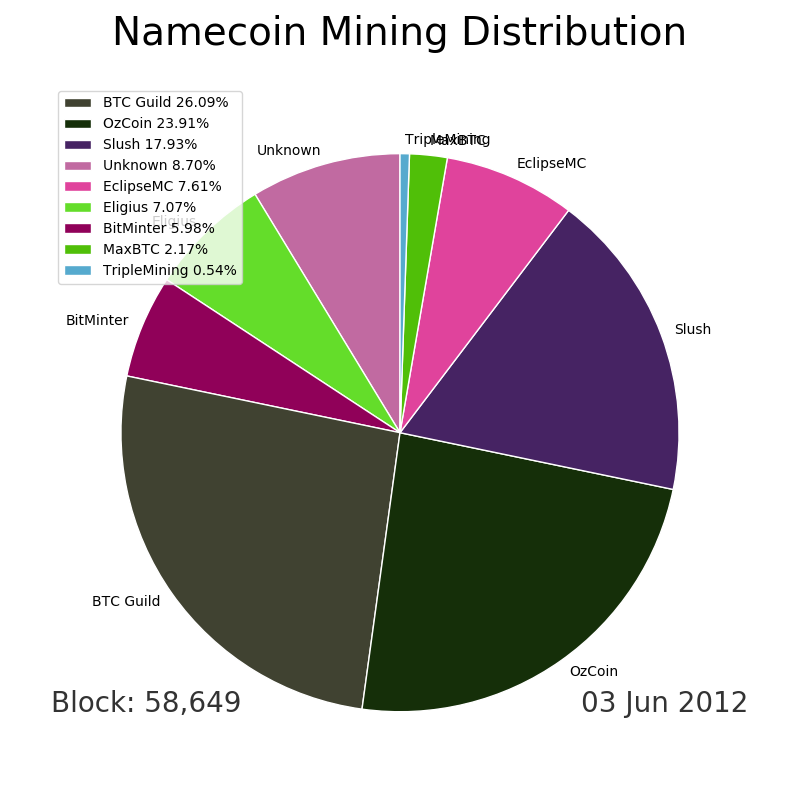 Namecoin Mining Distribution
BTC Guild 26.09%
OzCoin 23.91%
Slush 17.93%
Unknown 8.70%
EclipseMC 7.61%
Eligius 7.07%
BitMinter 5.98%
MaxBTC 2.17%
TripleMining 0.54%
TripleMining
MaxBTC
EclipseMC
Unknown
Eligius
Slush
BitMinter
BTC Guild
OzCoin
Block: 58,649
03 Jun 2012